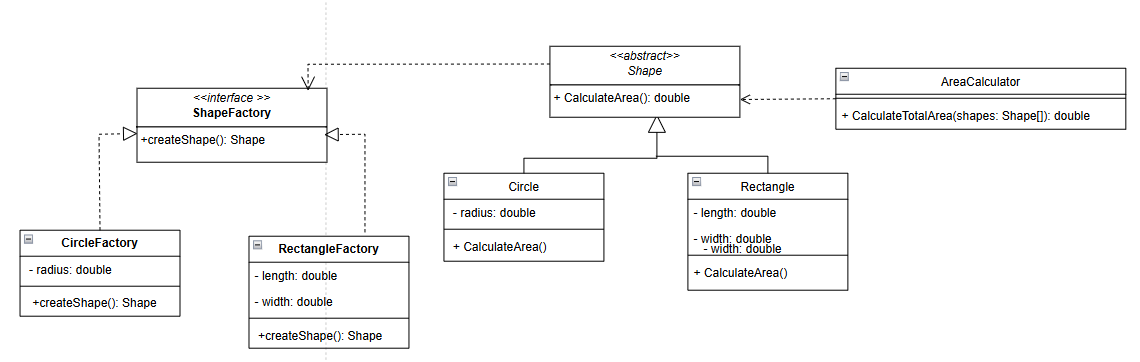 <<abstract>>
Shape
+ CalculateArea(): double
AreaCalculator
+ CalculateTotalArea(shapes: Shape[]): double
<<interface >>
ShapeFactory
+createShape(): Shape
Circle
- radius: double
+ CalculateArea()
Rectangle
- length: double
- width: double
- width: double
+ CalculateArea()
CircleFactory
- radius: double
+createShape(): Shape
RectangleFactory
- length: double
- width: double
+createShape(): Shape